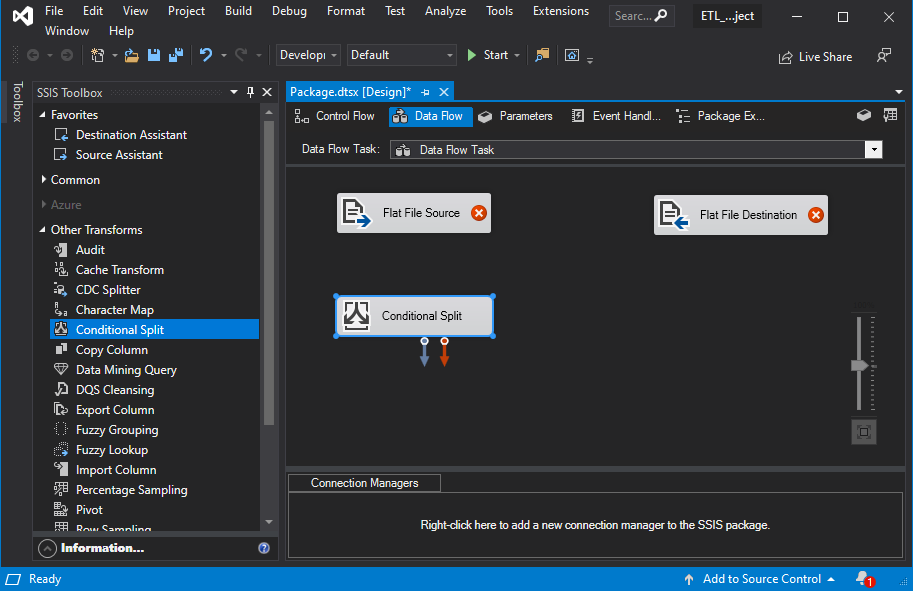 File Edit View Project Build Debug Format Test Analyze Tools Extensions
Window Help
Searc...
ETL_...ject
Developi
Default
Start
Live Share
Toolbox
SSIS Toolbox
Favorites
Destination Assistant
Source Assistant
Common
Azure
Other Transforms
Audit
Cache Transform
CDC Splitter
Character Map
Conditional Split
Copy Column
Data Mining Query
DQS Cleansing
Export Column
Fuzzy Grouping
Fuzzy Lookup
Import Column
Percentage Sampling
Pivot
Row Sampling
Information...
Package.dtsx [Design]*
Control Flow Data Flow Parameters Event Handl... Package Ex...
Data Flow Task: Data Flow Task
Flat File Source
Flat File Destination
Conditional Split
Connection Managers
Right-click here to add a new connection manager to the SSIS package.
Ready
Add to Source Control
1